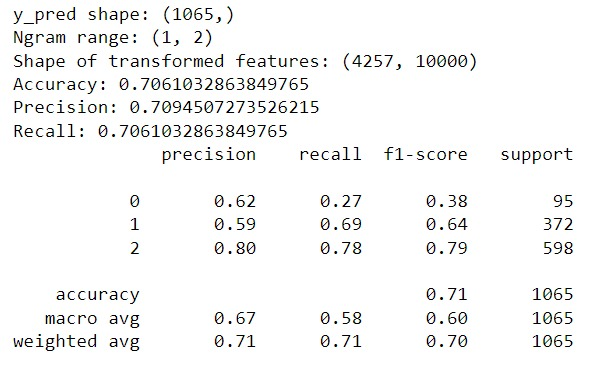 y_pred shape: (1065,)
Ngram range: (1, 2)
Shape of transformed features: (4257, 10000)
Accuracy: 0.7061032863849765
Precision: 0.7094507273526215
Recall: 0.7061032863849765
precision recall f1-score support
0 0.62 0.27 0.38 95
1 0.59 0.69 0.64 372
2 0.80 0.78 0.79 598
accuracy 0.71 1065
macro avg 0.67 0.58 0.60 1065
weighted avg 0.71 0.71 0.70 1065